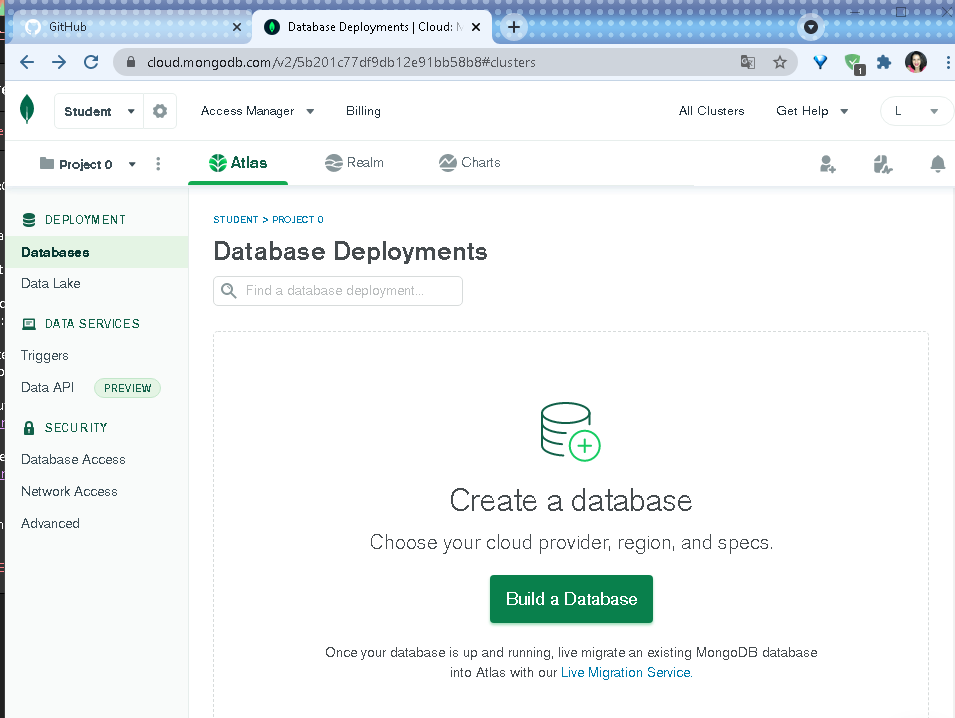 GitHub
Database Deployments | Cloud:
cloud.mongodb.com/v2/5b201c77df9db12e91bb58b8#clusters
1
Student
Access Manager
Billing
All Clusters
Get Help
L
Project 0
Atlas
Realm
Charts
DEPLOYMENT
Databases
Data Lake
DATA SERVICES
Triggers
Data API PREVIEW
SECURITY
Database Access
Network Access
Advanced
STUDENT > PROJECT 0
Database Deployments
Find a database deployment...
Create a database
Choose your cloud provider, region, and specs.
Build a Database
Once your database is up and running, live migrate an existing MongoDB database
into Atlas with our Live Migration Service.